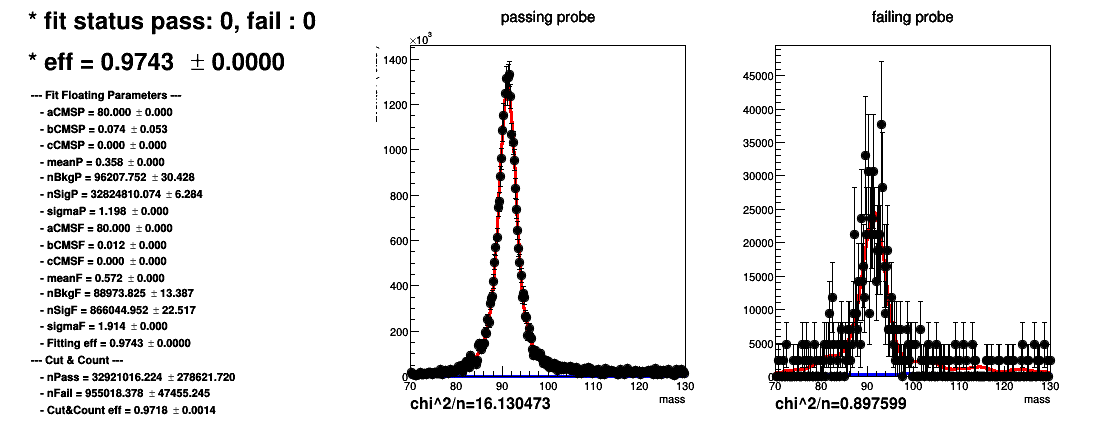 * fit status pass: 0, fail : 0
* eff = 0.9743 ± 0.0000
--- Fit Floating Parameters ---
- aCMSP = 80.000 ± 0.000
- bCMSP = 0.074 ± 0.053
- cCMSP = 0.000 ± 0.000
- meanP = 0.358 ± 0.000
- nBkgP = 96207.752 ± 30.428
- nSigP = 32824810.074 ± 6.284
- sigmaP = 1.198 ± 0.000
- aCMSF = 80.000 ± 0.000
- bCMSF = 0.012 ± 0.000
- cCMSF = 0.000 ± 0.000
- meanF = 0.572 ± 0.000
- nBkgF = 88973.825 ± 13.387
- nSigF = 866044.952 ± 22.517
- sigmaF = 1.914 ± 0.000
- Fitting eff = 0.9743 ± 0.0000
--- Cut & Count ---
- nPass = 32921016.224 ± 278621.720
- nFail = 955018.378 ± 47455.245
- Cut&Count eff = 0.9718 ± 0.0014
passing probe
×10³
1400
1200
1000
800
600
400
200
0
70 80 90 100 110 120 130
mass
chi^2/n=16.130473
failing probe
45000
40000
35000
30000
25000
20000
15000
10000
5000
0
70 80 90 100 110 120 130
mass
chi^2/n=0.897599